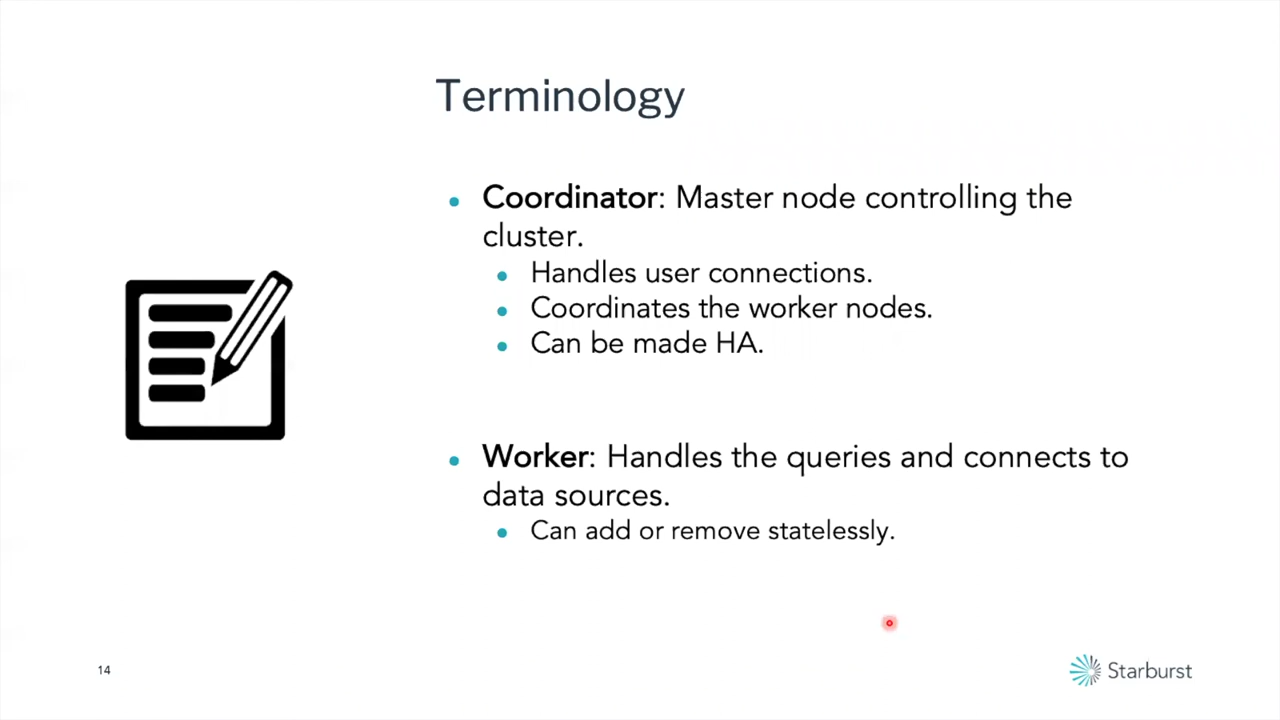 Terminology
• Coordinator: Master node controlling the
cluster.
• Handles user connections.
• Coordinates the worker nodes.
• Can be made HA.
• Worker: Handles the queries and connects to
data sources.
• Can add or remove statelessly.
14
Starburst